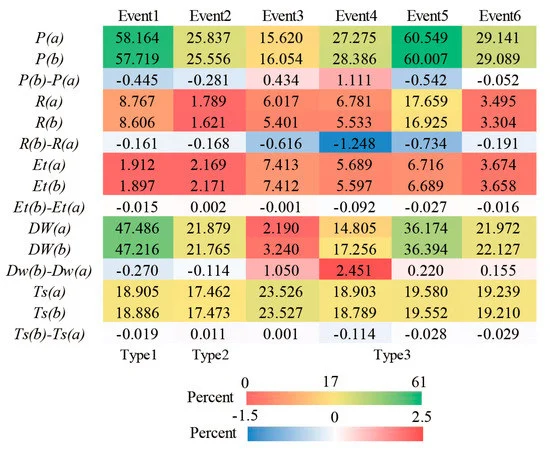 Event1 Event2 Event3 Event4 Event5 Event6
P(a) 58.164 25.837 15.620 27.275 60.549 29.141
P(b) 57.719 25.556 16.054 28.386 60.007 29.089
P(b)-P(a) -0.445 -0.281 0.434 1.111 -0.542 -0.052
R(a) 8.767 1.789 6.017 6.781 17.659 3.495
R(b) 8.606 1.621 5.401 5.533 16.925 3.304
R(b)-R(a) -0.161 -0.168 -0.616 -1.248 -0.734 -0.191
Et(a) 1.912 2.169 7.413 5.689 6.716 3.674
Et(b) 1.897 2.171 7.412 5.597 6.689 3.658
Et(b)-Et(a) -0.015 0.002 -0.001 -0.092 -0.027 -0.016
DW(a) 47.486 21.879 2.190 14.805 36.174 21.972
DW(b) 47.216 21.765 3.240 17.256 36.394 22.127
Dw(b)-Dw(a) -0.270 -0.114 1.050 2.451 0.220 0.155
Ts(a) 18.905 17.462 23.526 18.903 19.580 19.239
Ts(b) 18.886 17.473 23.527 18.789 19.552 19.210
Ts(b)-Ts(a) -0.019 0.011 0.001 -0.114 -0.028 -0.029
Type1 Type2 Type3
0 17 61
Percent
-1.5 0 2.5
Percent